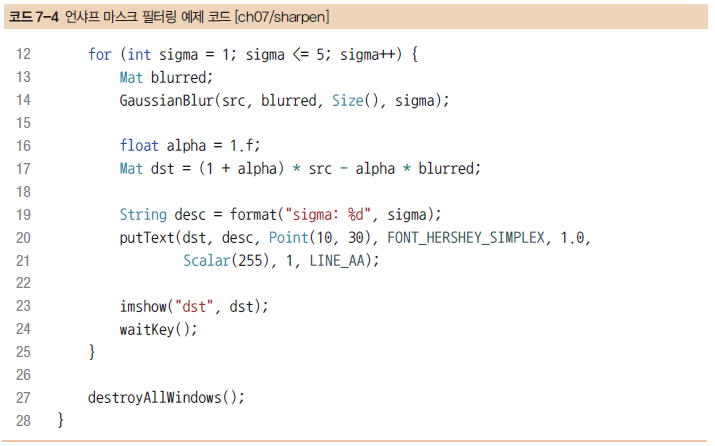 코드 7-4 언샤프 마스크 필터링 예제 코드 [ch07/sharpen]
12 for (int sigma = 1; sigma <= 5; sigma++) {
13 Mat blurred;
14 GaussianBlur(src, blurred, Size(), sigma);
15
16 float alpha = 1.f;
17 Mat dst = (1 + alpha) * src - alpha * blurred;
18
19 String desc = format("sigma: %d", sigma);
20 putText(dst, desc, Point(10, 30), FONT_HERSHEY_SIMPLEX, 1.0,
21 Scalar(255), 1, LINE_AA);
22
23 imshow("dst", dst);
24 waitKey();
25 }
26
27 destroyAllWindows();
28 }